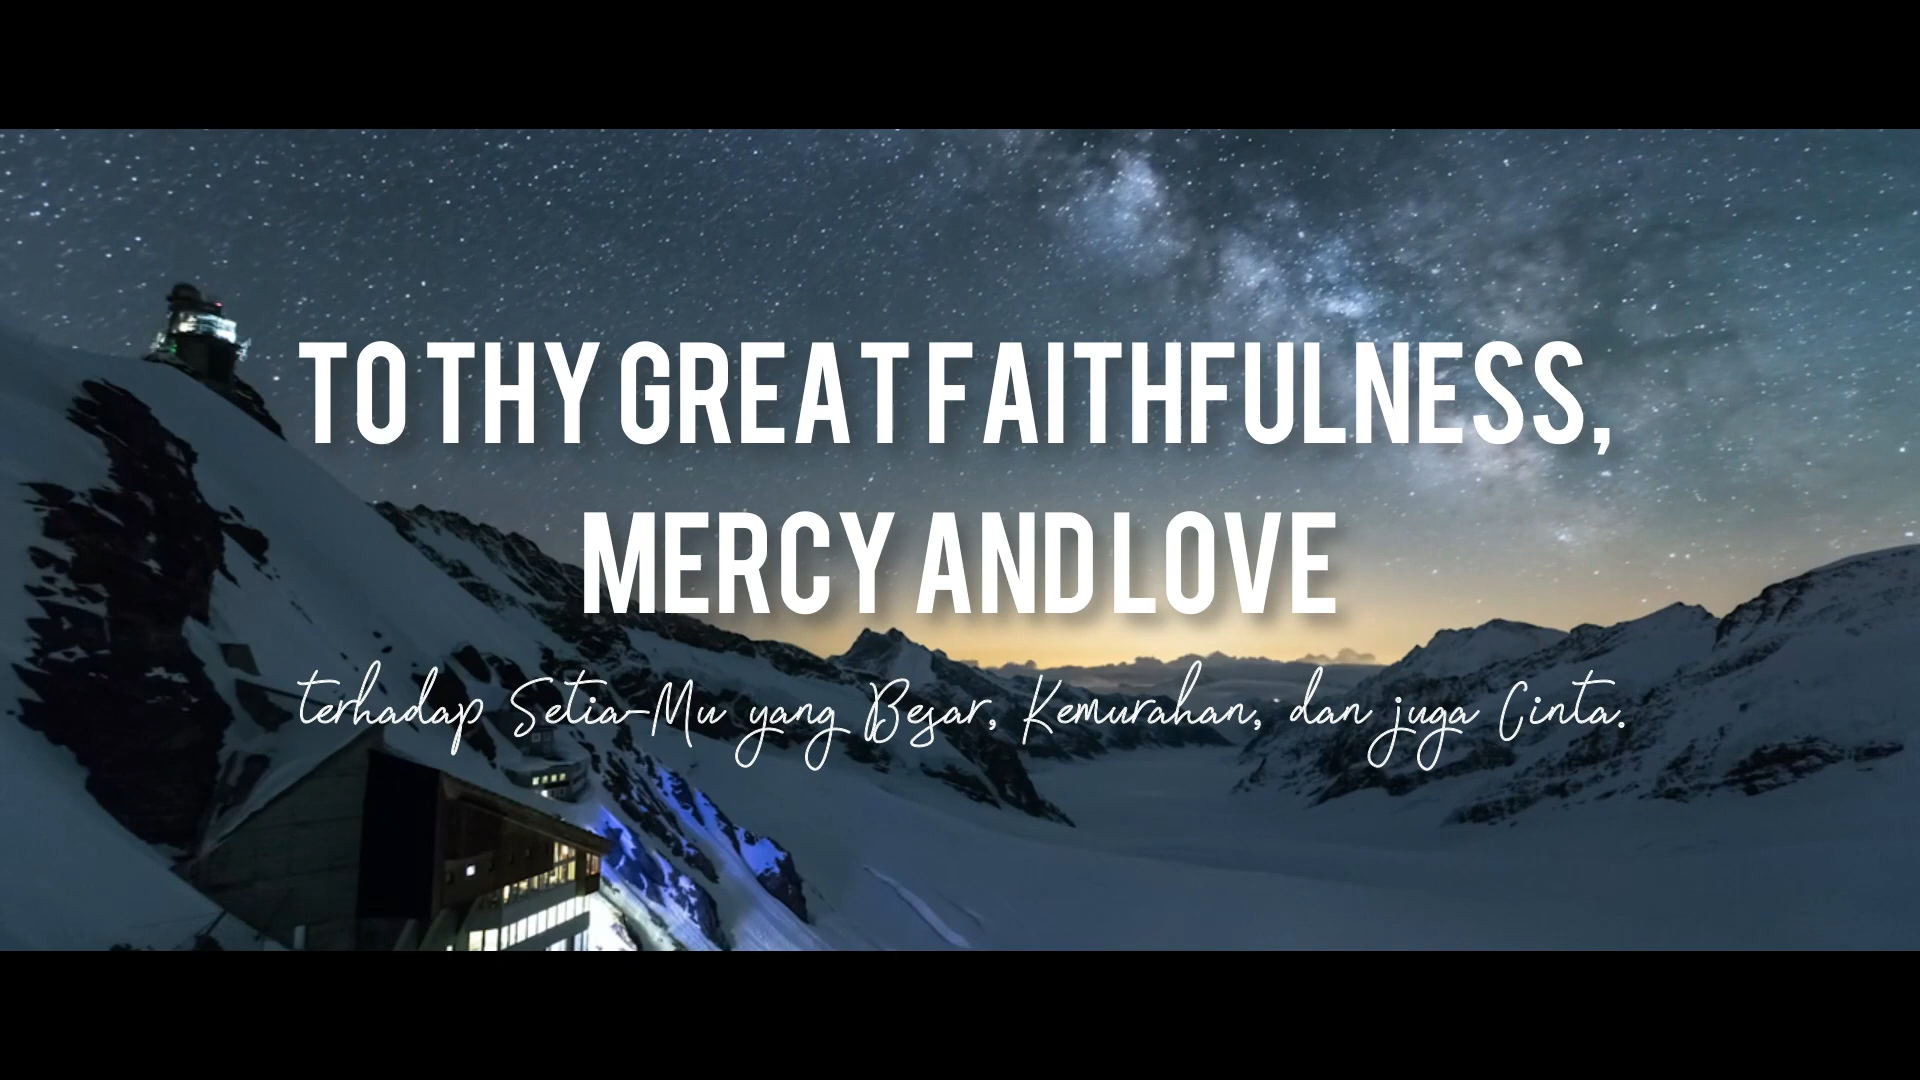 TO THY GREAT FAITHFULNESS,
MERCY AND LOVE
terhadap Setia-Mu yang Besar, Kemurahan, dan juga Cinta.